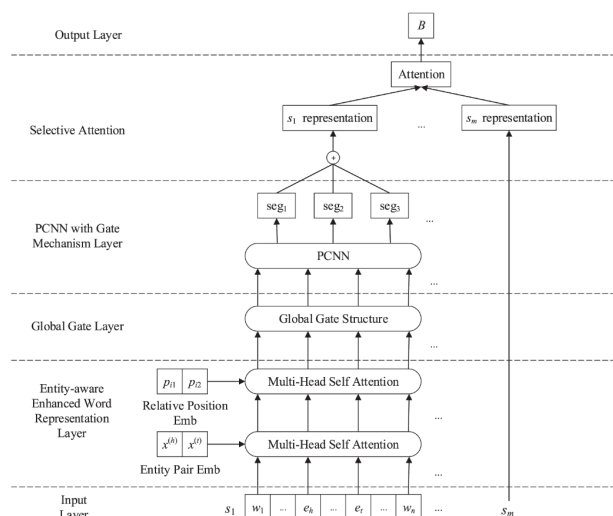 Output Layer
B
Attention
Selective Attention
s1 representation
...
sm representation
+
seg1
seg2
seg3
...
PCNN with Gate
Mechanism Layer
PCNN
...
Global Gate Layer
Global Gate Structure
...
Entity-aware
Enhanced Word
Representation
Layer
pi1 pi2
Relative Position
Emb
Multi-Head Self Attention
...
x(h) x(t)
Entity Pair Emb
Multi-Head Self Attention
...
Input
Layer
s1 w1 ... eh ... et ... wn ... sm